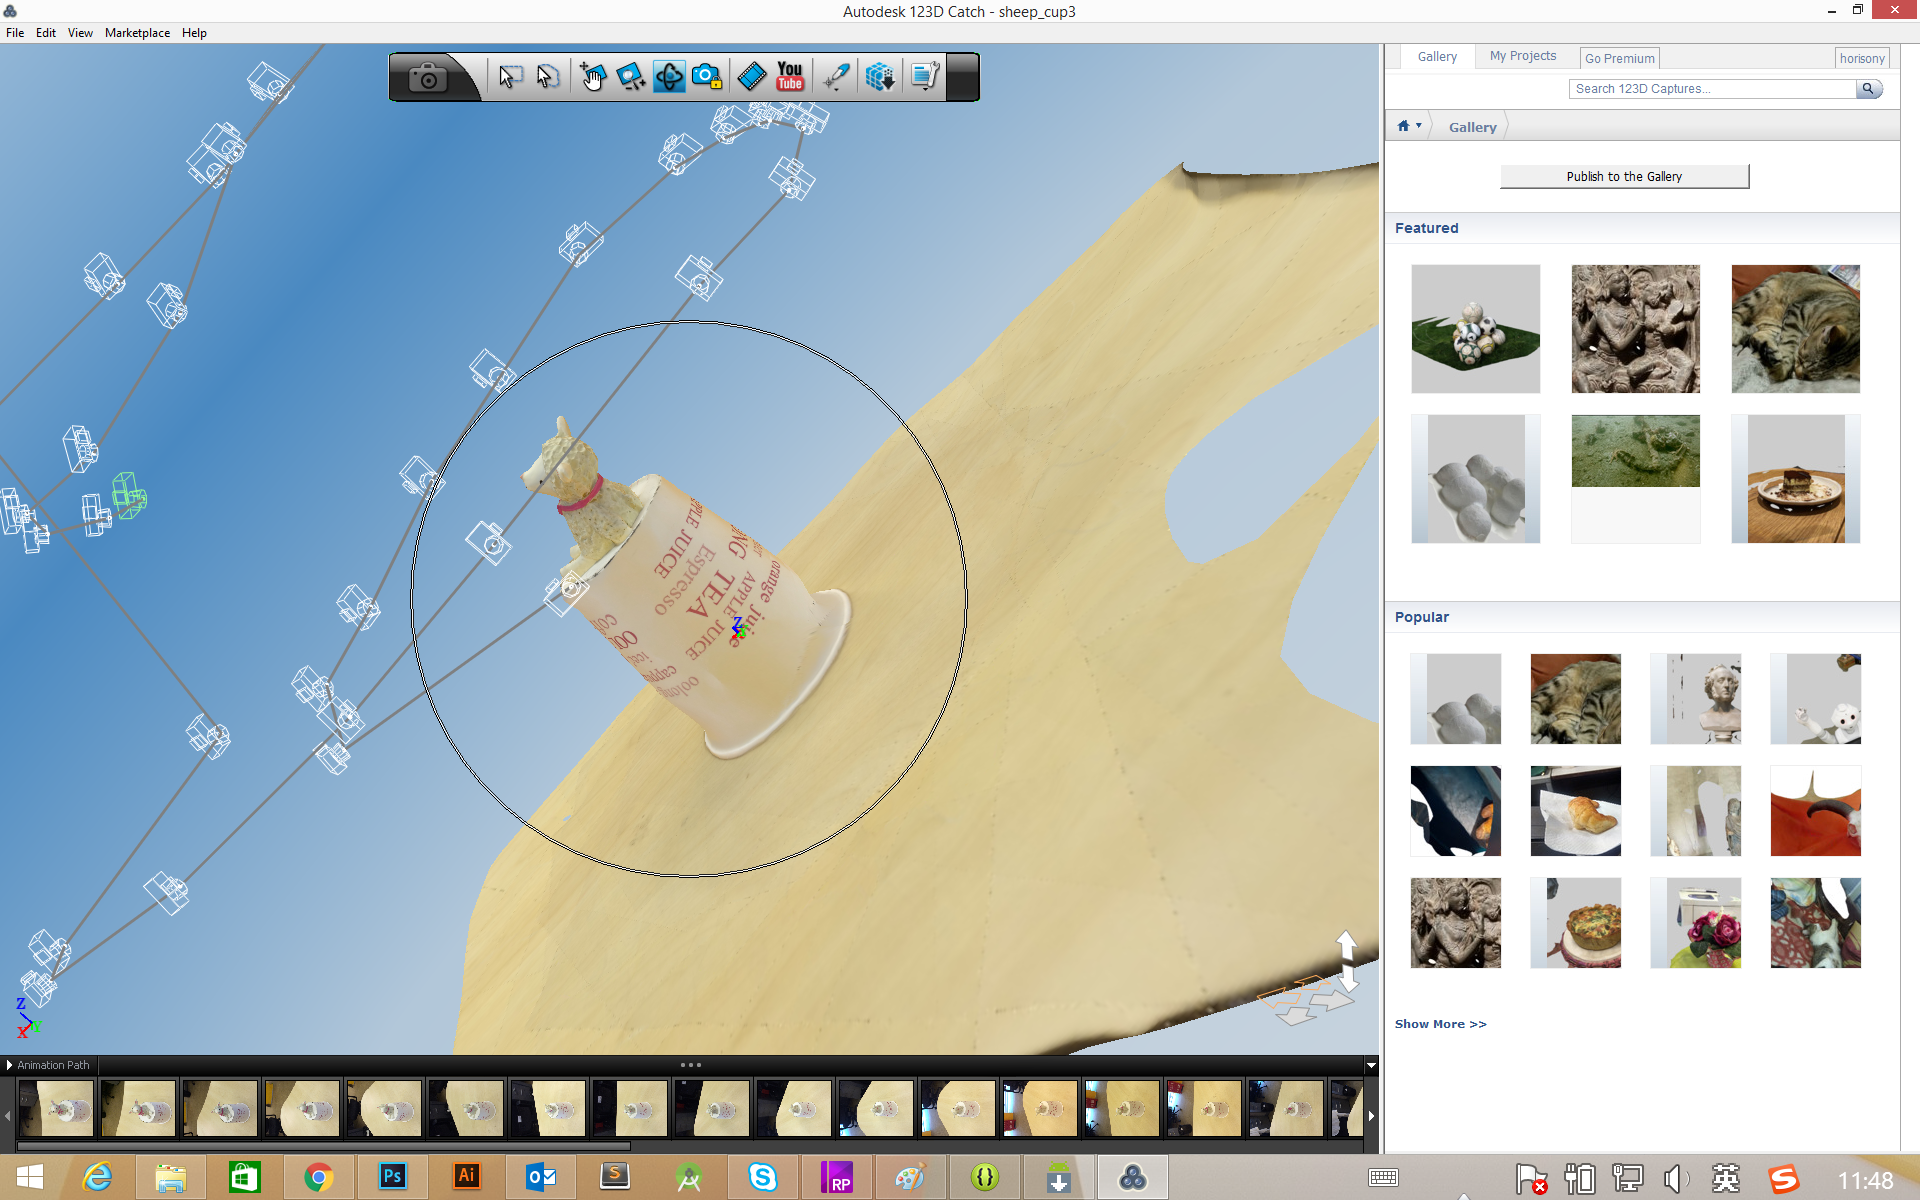 Autodesk 123D Catch - sheep_cup3
File Edit View Marketplace Help
You
Tube
Gallery
My Projects
Go Premium
horisony
Search 123D Captures...
Gallery
Publish to the Gallery
Featured
Popular
Show More >>
APPLE JUICE
Espresso
TEA
APPLE JUICE
orange juice
oolong
Z
Z
X
Y
Animation Path
Ps
Ai
S
S
RP
{}
英
S
11:48